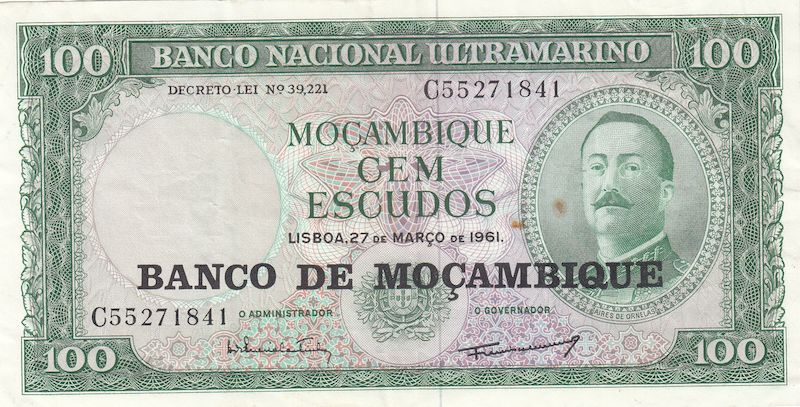 100 BANCO NACIONAL ULTRAMARINO 100
DECRETO-LEI Nº 39,221 C55271841
MOÇAMBIQUE
CEM
ESCUDOS
LISBOA, 27 DE MARÇO DE 1961.
BANCO DE MOÇAMBIQUE
C55271841 O ADMINISTRADOR O GOVERNADOR
AIRES DE ORNELAS
100 100